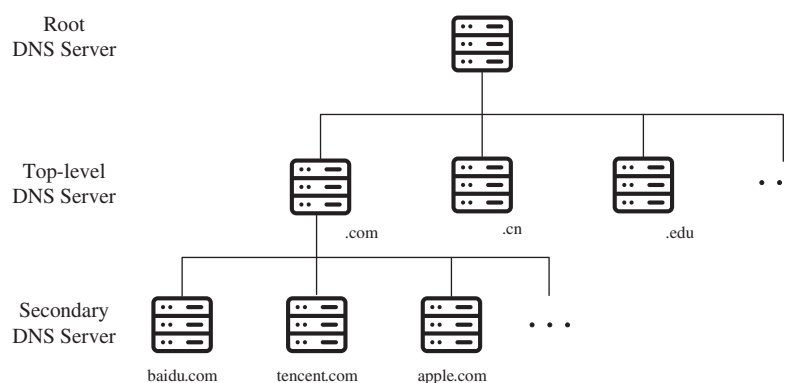 Root
DNS Server
Top-level
DNS Server
.com
.cn
.edu
Secondary
DNS Server
baidu.com
tencent.com
apple.com